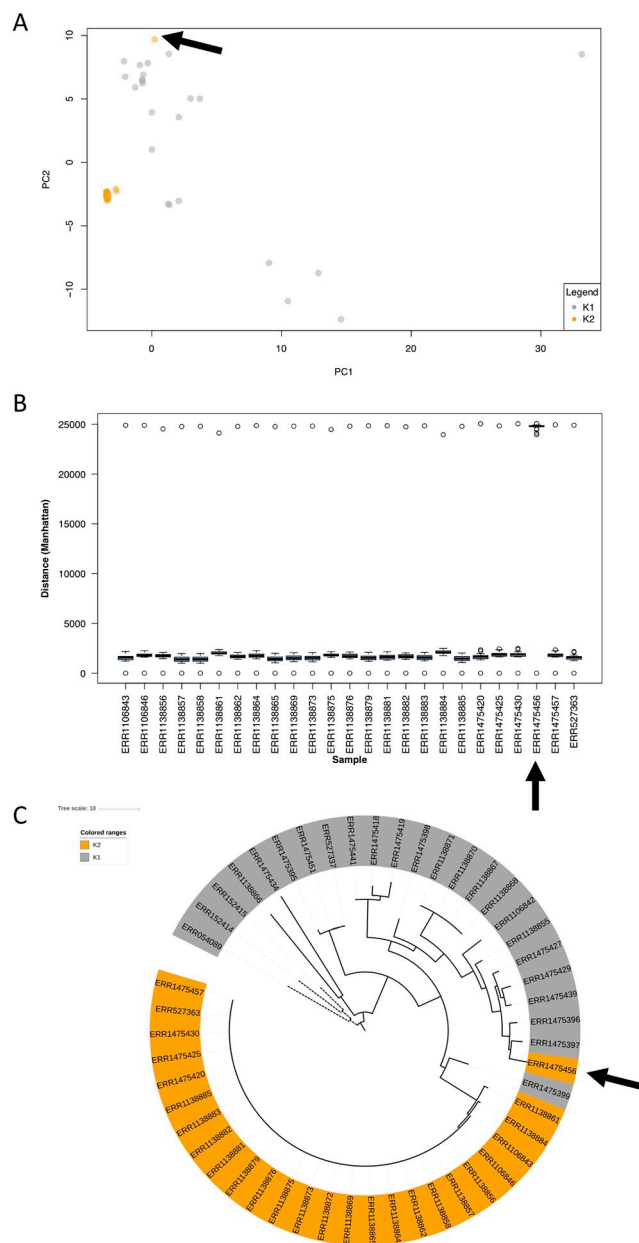 A
10
5
0
−5
−10
PC2
Legend
K1
K2
0
10
20
30
PC1
B
25000
20000
15000
10000
5000
0
Distance (Manhattan)
ERR1106843
ERR1106846
ERR1138856
ERR1138857
ERR1138858
ERR1138861
ERR1138862
ERR1138864
ERR1138865
ERR1138869
ERR1138873
ERR1138875
ERR1138876
ERR1138879
ERR1138881
ERR1138882
ERR1138883
ERR1138884
ERR1138885
ERR1475420
ERR1475425
ERR1475430
ERR1475456
ERR1475457
ERR527363
Sample
C
Tree scale: 10
Colored ranges
K2
K1
ERR054089
ERR152414
ERR152415
ERR1138866
ERR1475434
ERR1475395
ERR1475451
ERR527337
ERR1475441
ERR1475418
ERR1475419
ERR1475398
ERR1138871
ERR1138870
ERR1138867
ERR1138868
ERR1106842
ERR1138855
ERR1475427
ERR1475429
ERR1475439
ERR1475396
ERR1475397
ERR1475456
ERR1475399
ERR1138861
ERR1138884
ERR1106843
ERR1106846
ERR1138856
ERR1138857
ERR1138858
ERR1138862
ERR1138864
ERR1138865
ERR1138869
ERR1138872
ERR1138873
ERR1138875
ERR1138876
ERR1138879
ERR1138881
ERR1138882
ERR1138883
ERR1138885
ERR1475420
ERR1475425
ERR1475430
ERR527363
ERR1475457